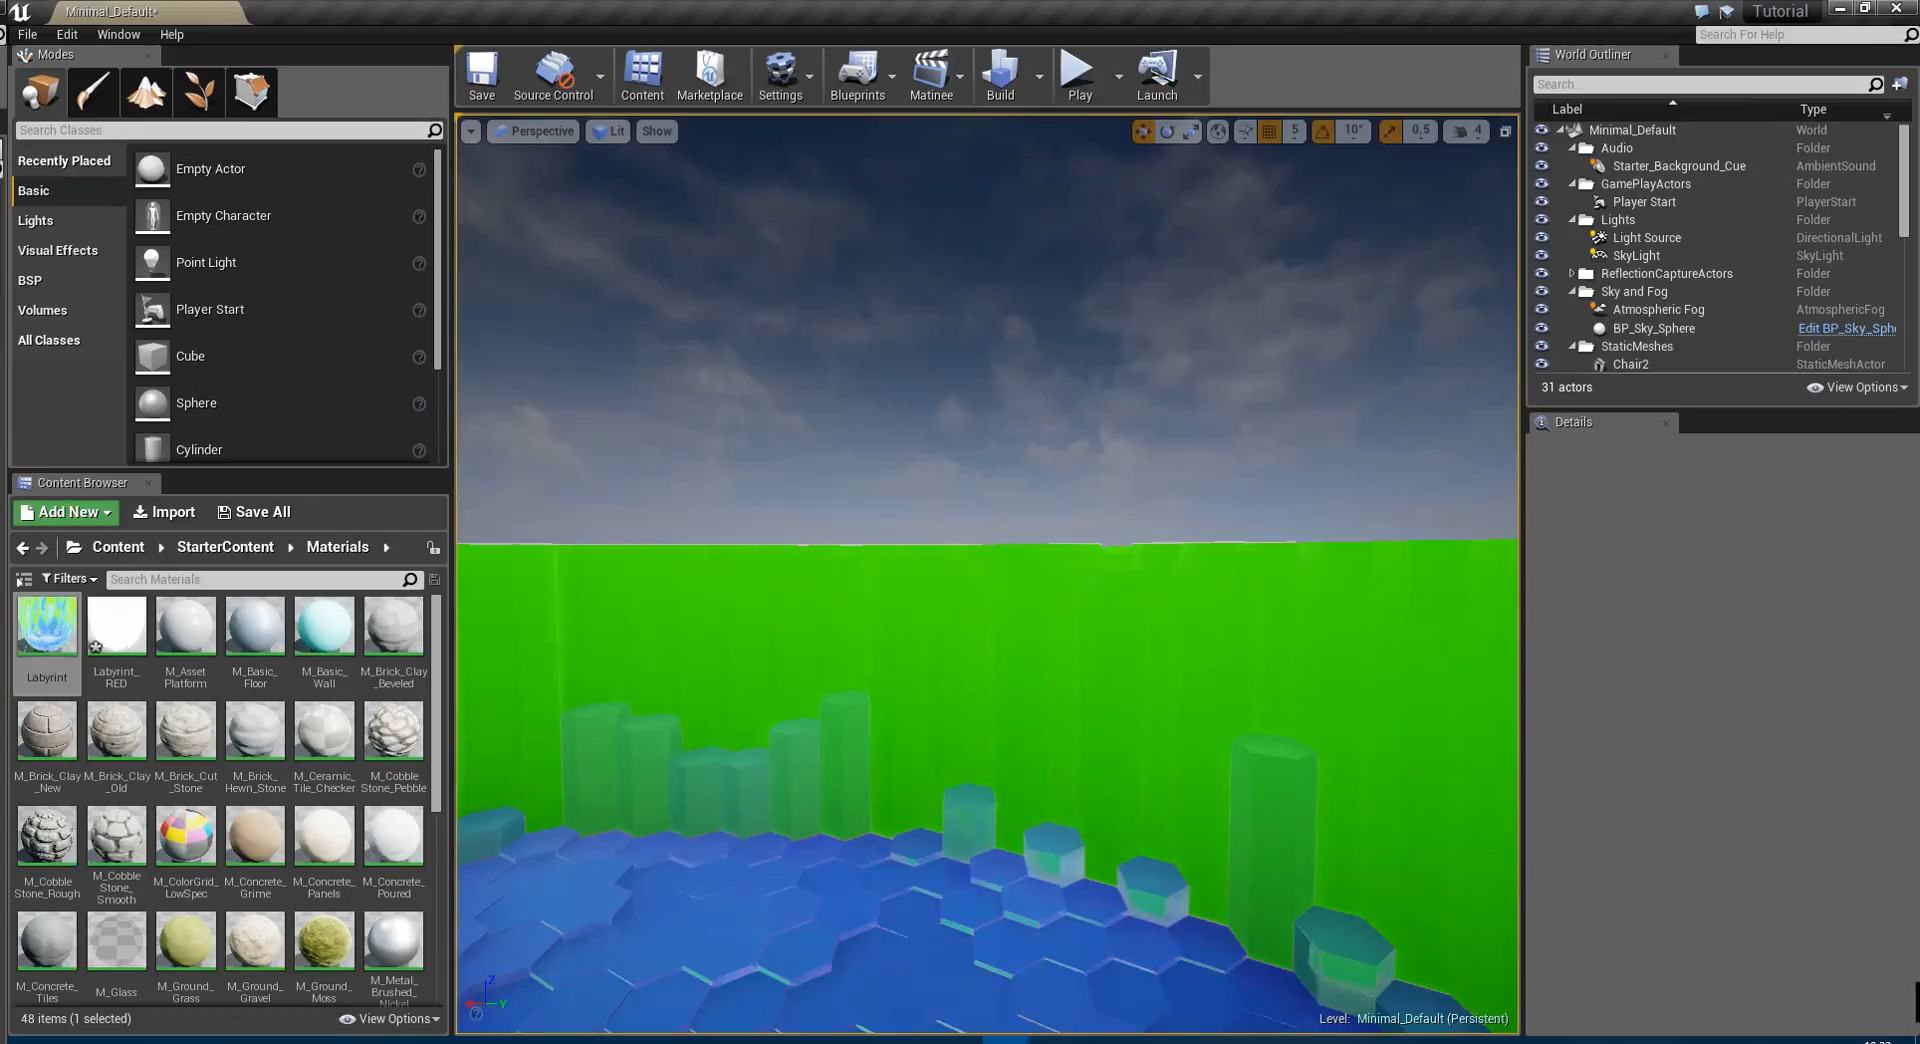 Minimal_Default*
Tutorial
File Edit Window Help
Search For Help
Modes
Search Classes
Recently Placed
Basic
Lights
Visual Effects
BSP
Volumes
All Classes
Empty Actor
Empty Character
Point Light
Player Start
Cube
Sphere
Cylinder
Save
Source Control
Content
Marketplace
Settings
Blueprints
Matinee
Build
Play
Launch
Perspective
Lit
Show
5
10°
0.5
4
Level: Minimal_Default (Persistent)
Z
Y
Content Browser
Add New
Import
Save All
Content
StarterContent
Materials
Filters
Search Materials
Labyrint
Labyrint_
RED
M_Asset
Platform
M_Basic_
Floor
M_Basic_
Wall
M_Brick_Clay
_Beveled
M_Brick_Clay
_New
M_Brick_Clay
_Old
M_Brick_Cut
_Stone
M_Brick_
Hewn_Stone
M_Ceramic_
Tile_Checker
M_Cobble
Stone_Pebble
M_Cobble
Stone_Rough
M_Cobble
Stone_
Smooth
M_ColorGrid_
LowSpec
M_Concrete_
Grime
M_Concrete_
Panels
M_Concrete_
Poured
M_Concrete_
Tiles
M_Glass
M_Ground_
Grass
M_Ground_
Gravel
M_Ground_
Moss
M_Metal_
Brushed_
Nickel
48 items (1 selected)
View Options
World Outliner
Search...
Label Type
Minimal_Default World
Audio Folder
Starter_Background_Cue AmbientSound
GamePlayActors Folder
Player Start PlayerStart
Lights Folder
Light Source DirectionalLight
SkyLight SkyLight
ReflectionCaptureActors Folder
Sky and Fog Folder
Atmospheric Fog AtmosphericFog
BP_Sky_Sphere Edit BP_Sky_Sph
StaticMeshes Folder
Chair2 StaticMeshActor
31 actors
View Options
Details